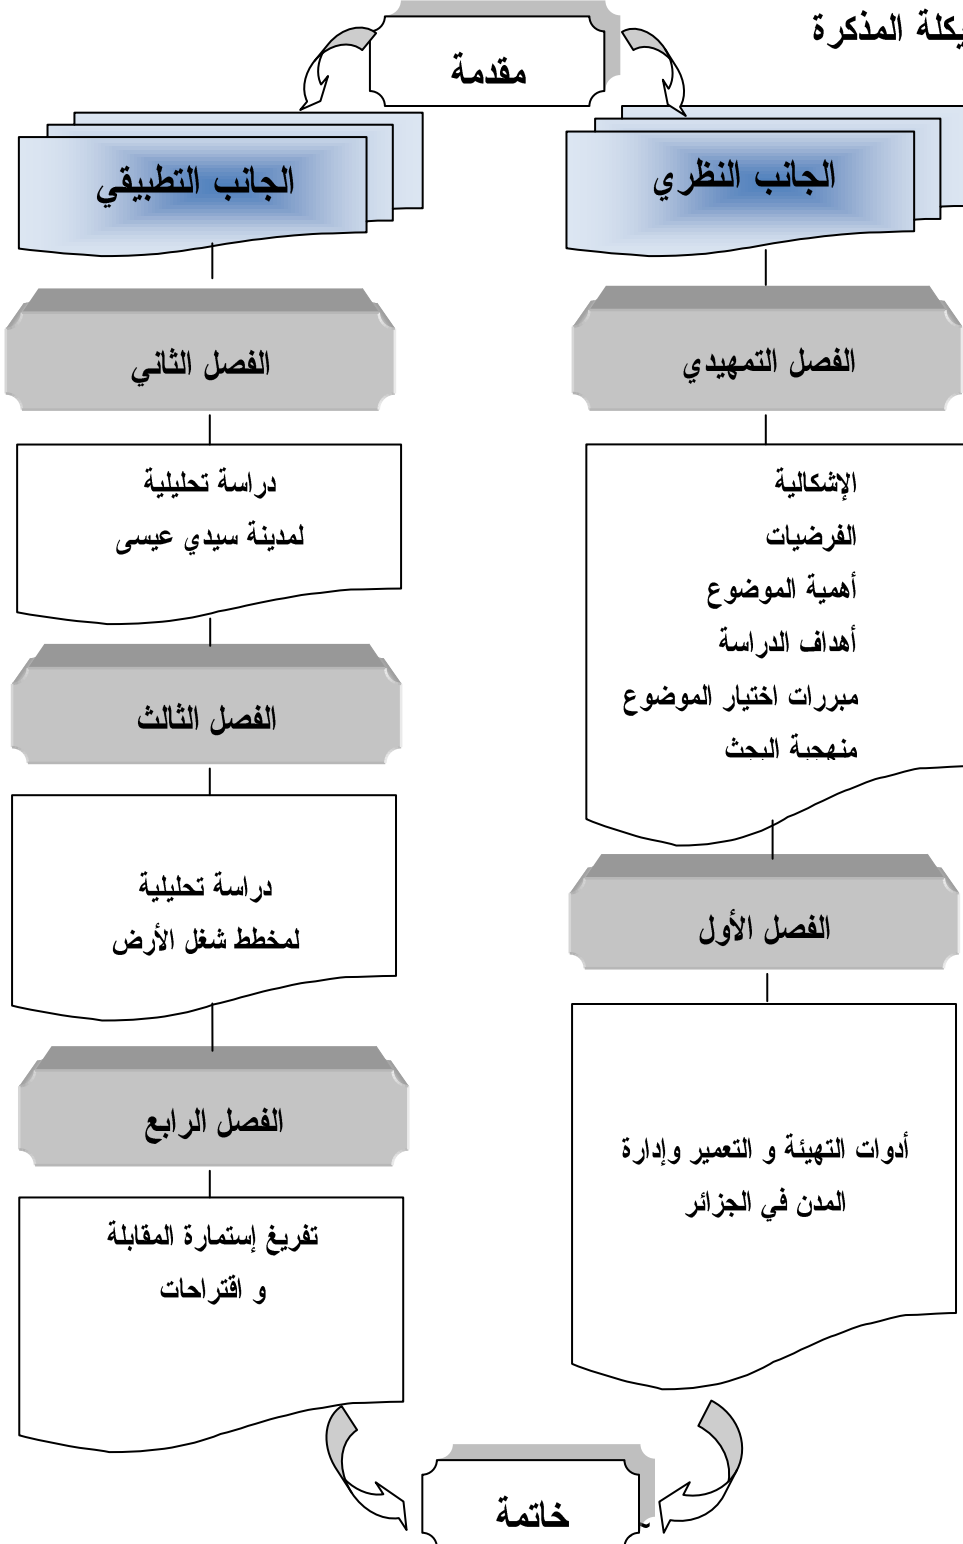 يكلة المذكرة
مقدمة
الجانب النظري
الجانب التطبيقي
الفصل التمهيدي
الإشكالية
الفرضيات
أهمية الموضوع
أهداف الدراسة
مبررات اختيار الموضوع
منهجية البحث
الفصل الأول
أدوات التهيئة و التعمير وإدارة
المدن في الجزائر
الفصل الثاني
دراسة تحليلية
لمدينة سيدي عيسى
الفصل الثالث
دراسة تحليلية
لمخطط شغل الأرض
الفصل الرابع
تفريغ إستمارة المقابلة
و اقتراحات
خاتمة